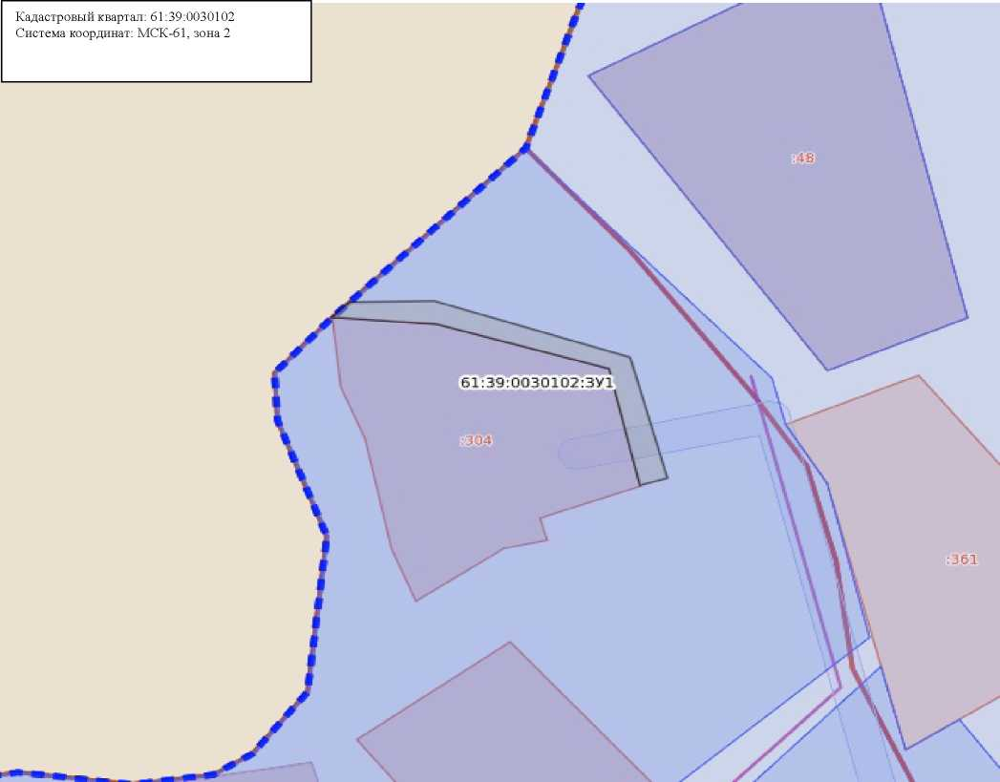 Кадастровый квартал: 61:39:0030102
Система координат: МСК-61, зона 2
:48
61:39:0030102:ЗУ1
:304
:361